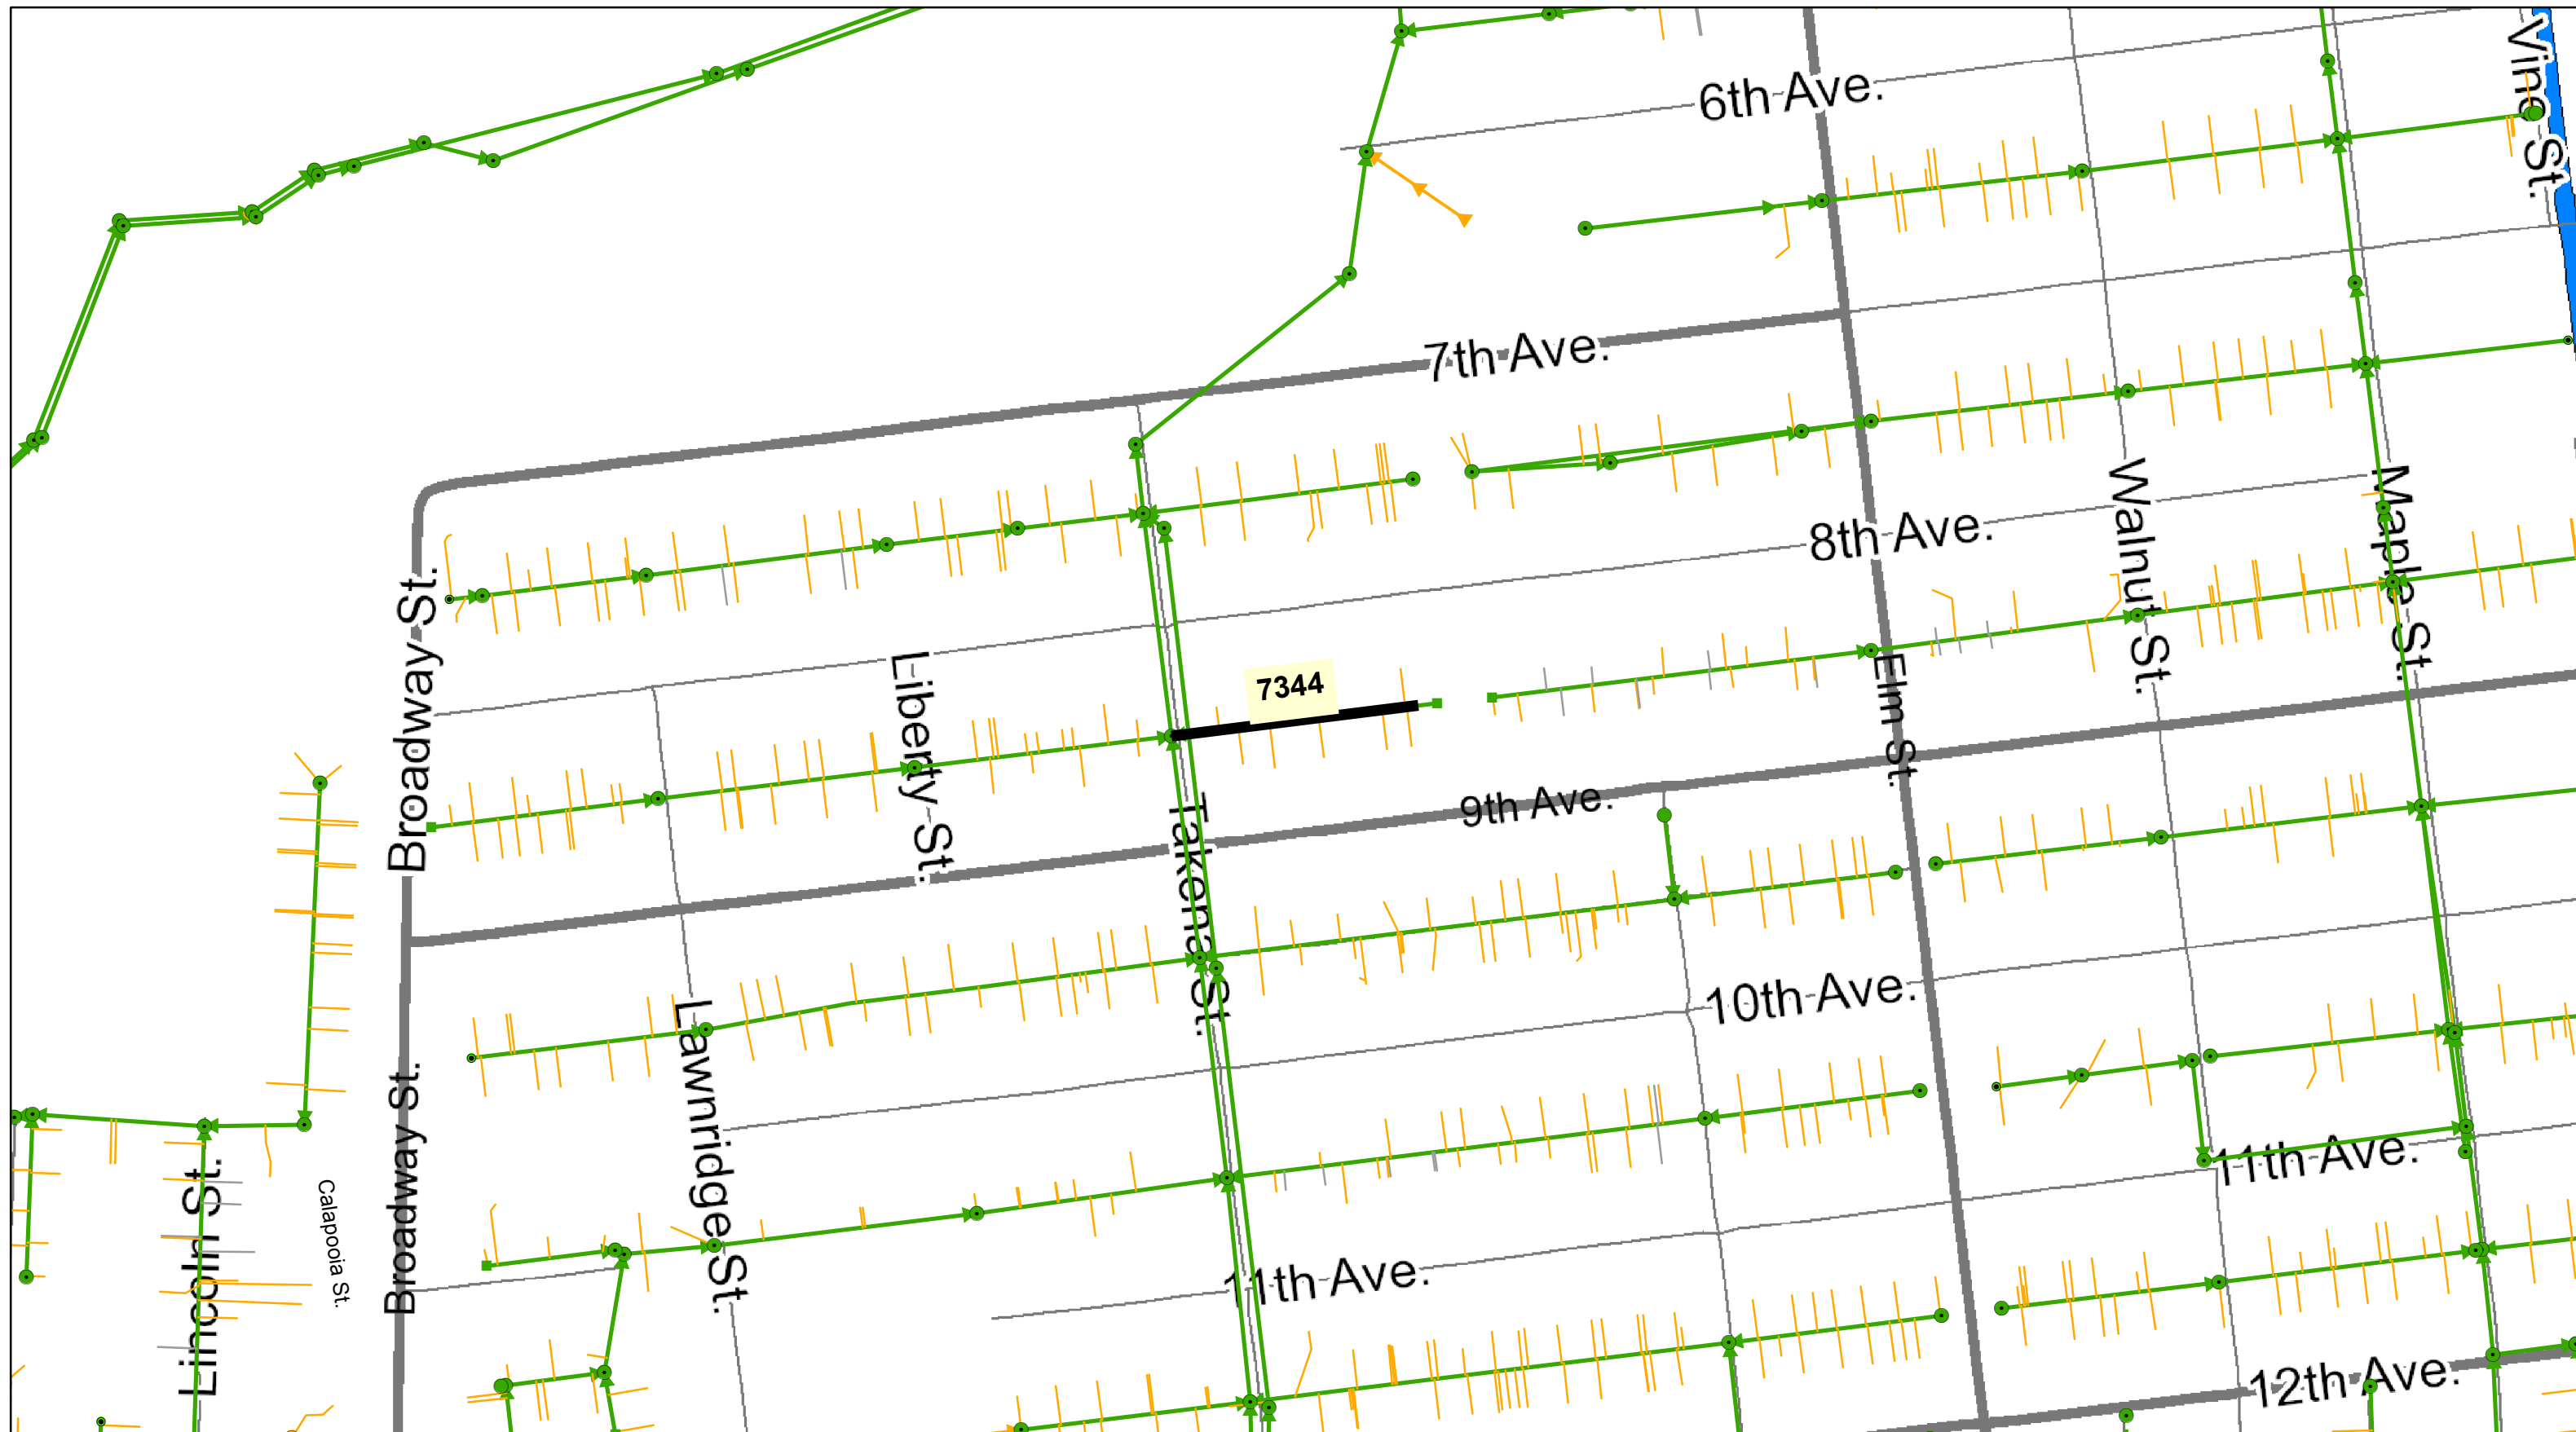 6th Ave.
Vine St.
7th Ave.
8th Ave.
Walnut St.
Maple St.
Broadway St.
Liberty St.
7344
Elm St.
9th Ave.
Takena St.
10th Ave.
Lawnridge St.
Broadway St.
11th Ave.
Lincoln St.
Calapooia St.
11th Ave.
12th Ave.